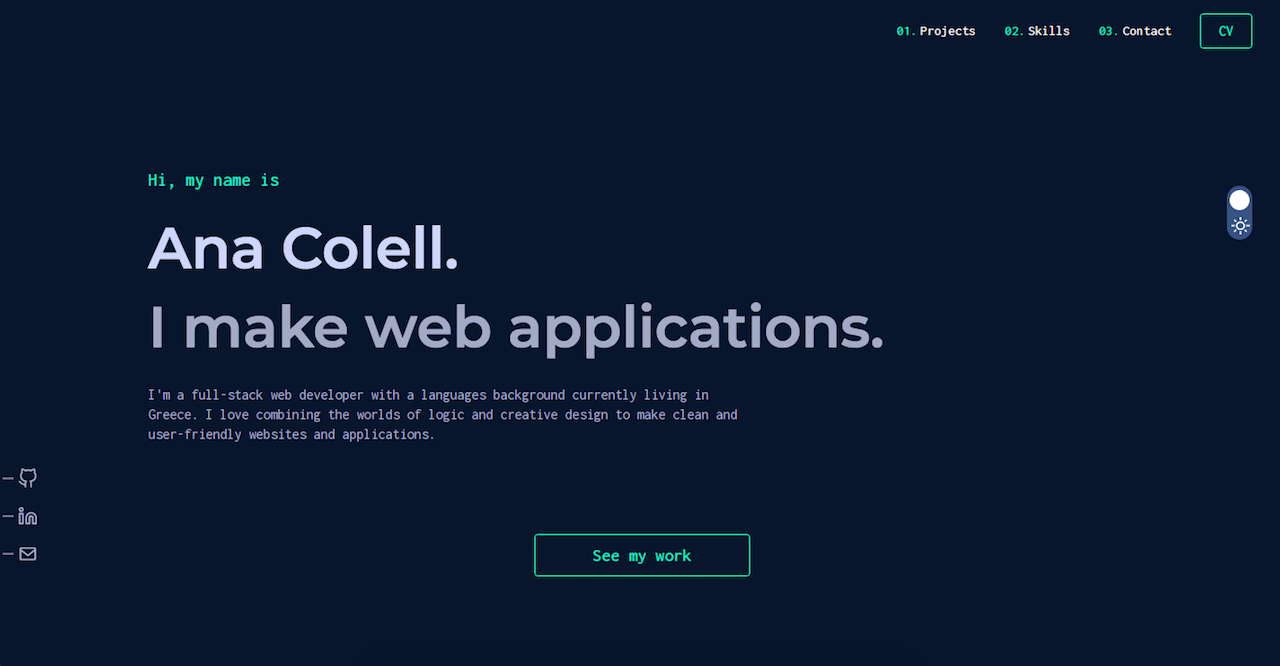 01. Projects
02. Skills
03. Contact
CV
Hi, my name is
Ana Colell.
I make web applications.
I'm a full-stack web developer with a languages background currently living in
Greece. I love combining the worlds of logic and creative design to make clean and
user-friendly websites and applications.
See my work